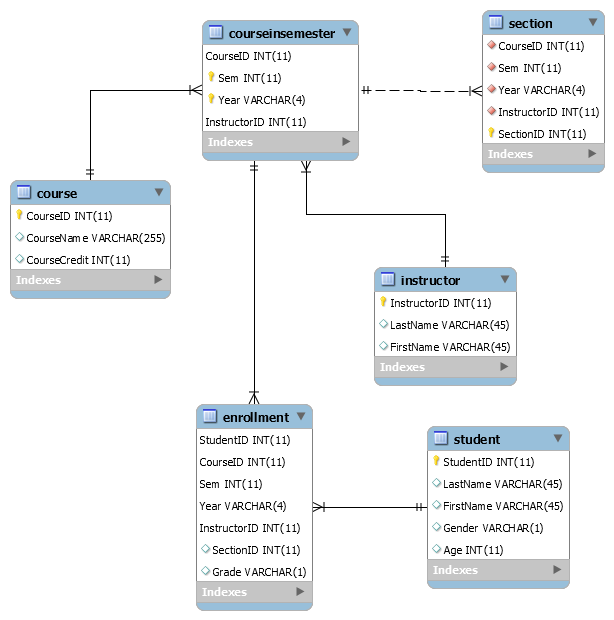 courseinsemester
CourseID INT(11)
Sem INT(11)
Year VARCHAR(4)
InstructorID INT(11)
Indexes
section
CourseID INT(11)
Sem INT(11)
Year VARCHAR(4)
InstructorID INT(11)
SectionID INT(11)
Indexes
course
CourseID INT(11)
CourseName VARCHAR(255)
CourseCredit INT(11)
Indexes
instructor
InstructorID INT(11)
LastName VARCHAR(45)
FirstName VARCHAR(45)
Indexes
enrollment
StudentID INT(11)
CourseID INT(11)
Sem INT(11)
Year VARCHAR(4)
InstructorID INT(11)
SectionID INT(11)
Grade VARCHAR(1)
Indexes
student
StudentID INT(11)
LastName VARCHAR(45)
FirstName VARCHAR(45)
Gender VARCHAR(1)
Age INT(11)
Indexes